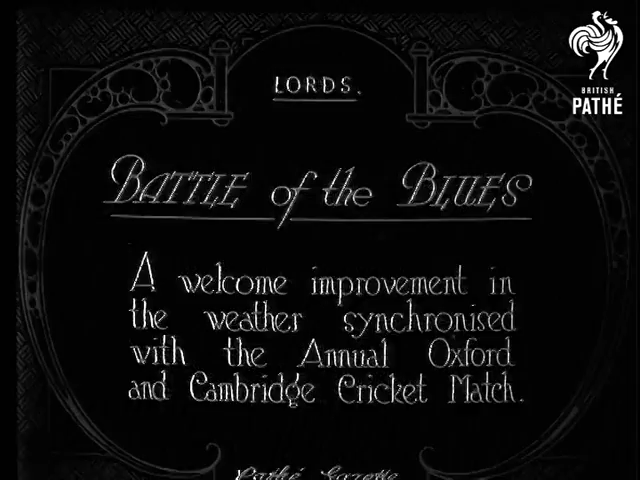 LORDS.
BRITISH
PATHÉ
BATTLE of the BLUES
A welcome improvement in
the weather synchronised
with the Annual Oxford
and Cambridge Cricket Match.
Pathé Gazette